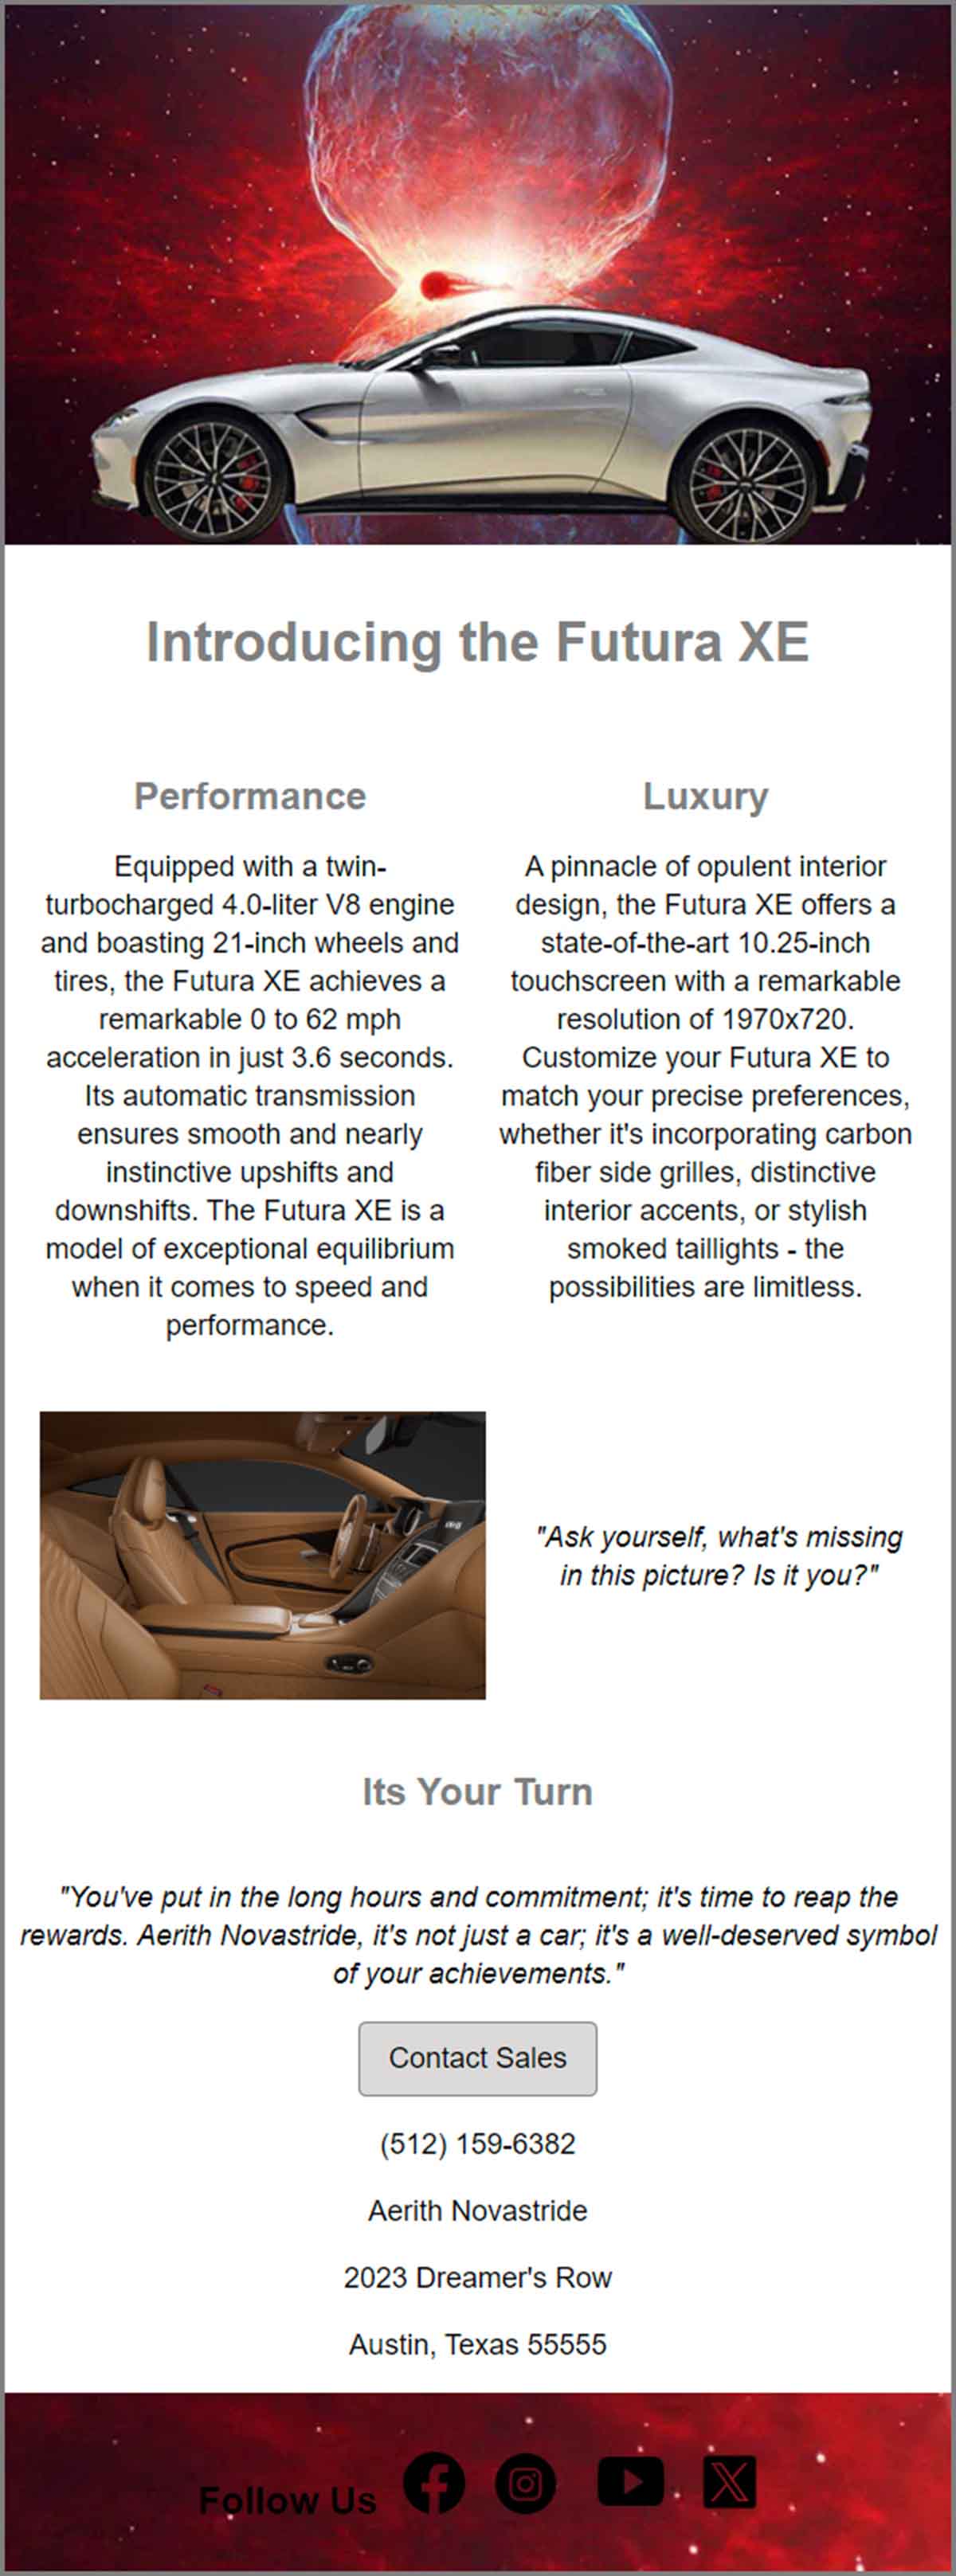 Introducing the Futura XE
Performance
Equipped with a twin-
turbocharged 4.0-liter V8 engine
and boasting 21-inch wheels and
tires, the Futura XE achieves a
remarkable 0 to 62 mph
acceleration in just 3.6 seconds.
Its automatic transmission
ensures smooth and nearly
instinctive upshifts and
downshifts. The Futura XE is a
model of exceptional equilibrium
when it comes to speed and
performance.
Luxury
A pinnacle of opulent interior
design, the Futura XE offers a
state-of-the-art 10.25-inch
touchscreen with a remarkable
resolution of 1970x720.
Customize your Futura XE to
match your precise preferences,
whether it's incorporating carbon
fiber side grilles, distinctive
interior accents, or stylish
smoked taillights - the
possibilities are limitless.
"Ask yourself, what's missing
in this picture? Is it you?"
Its Your Turn
"You've put in the long hours and commitment; it's time to reap the
rewards. Aerith Novastride, it's not just a car; it's a well-deserved symbol
of your achievements."
Contact Sales
(512) 159-6382
Aerith Novastride
2023 Dreamer's Row
Austin, Texas 55555
Follow Us